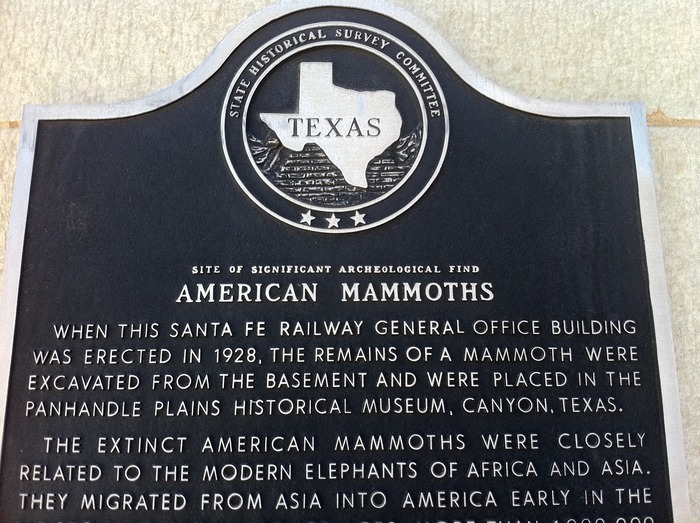 STATE HISTORICAL SURVEY COMMITTEE
TEXAS
SITE OF SIGNIFICANT ARCHEOLOGICAL FIND
AMERICAN MAMMOTHS
WHEN THIS SANTA FE RAILWAY GENERAL OFFICE BUILDING
WAS ERECTED IN 1928, THE REMAINS OF A MAMMOTH WERE
EXCAVATED FROM THE BASEMENT AND WERE PLACED IN THE
PANHANDLE PLAINS HISTORICAL MUSEUM, CANYON, TEXAS.
THE EXTINCT AMERICAN MAMMOTHS WERE CLOSELY
RELATED TO THE MODERN ELEPHANTS OF AFRICA AND ASIA.
THEY MIGRATED FROM ASIA INTO AMERICA EARLY IN THE
MORE THAN